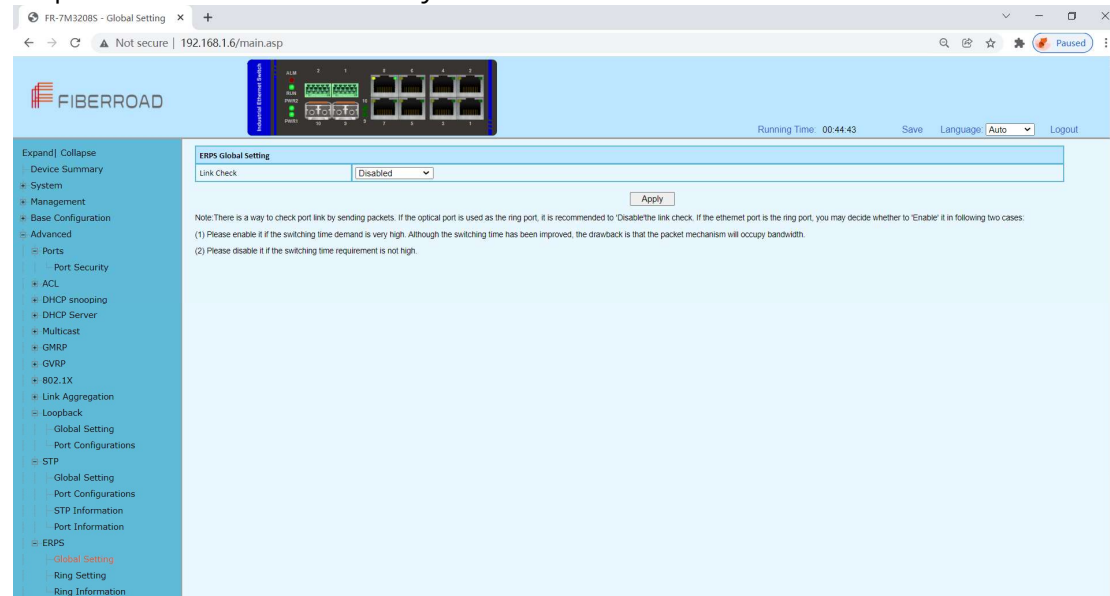 FR-7M3208S - Global Setting
Not secure | 192.168.1.6/main.asp
Paused
FIBERROAD
Industrial Ethernet Switch
ALM
RUN
PWR2
PWR1
Running Time: 00:44:43
Save
Language: Auto
Logout
Expand| Collapse
Device Summary
System
Management
Base Configuration
Advanced
Ports
Port Security
ACL
DHCP snooping
DHCP Server
Multicast
GMRP
GVRP
802.1X
Link Aggregation
Loopback
Global Setting
Port Configurations
STP
Global Setting
Port Configurations
STP Information
Port Information
ERPS
Global Setting
Ring Setting
Ring Information
ERPS Global Setting
Link Check Disabled
Apply
Note:There is a way to check port link by sending packets. If the optical port is used as the ring port, it is recommended to 'Disable'the link check. If the ethernet port is the ring port, you may decide whether to 'Enable' it in following two cases:
(1) Please enable it if the switching time demand is very high. Although the switching time has been improved, the drawback is that the packet mechanism will occupy bandwidth.
(2) Please disable it if the switching time requirement is not high.